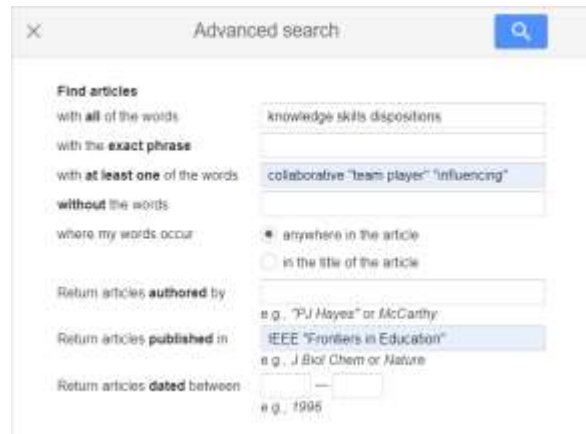 Advanced search
Find articles
with all of the words knowledge skills dispositions
with the exact phrase
with at least one of the words collaborative "team player" "influencing"
without the words
where my words occur anywhere in the article
in the title of the article
Return articles authored by
e.g., "PJ Hayes" or McCarthy
Return articles published in IEEE "Frontiers in Education"
e.g., J Biol Chem or Nature
Return articles dated between —
e.g., 1996